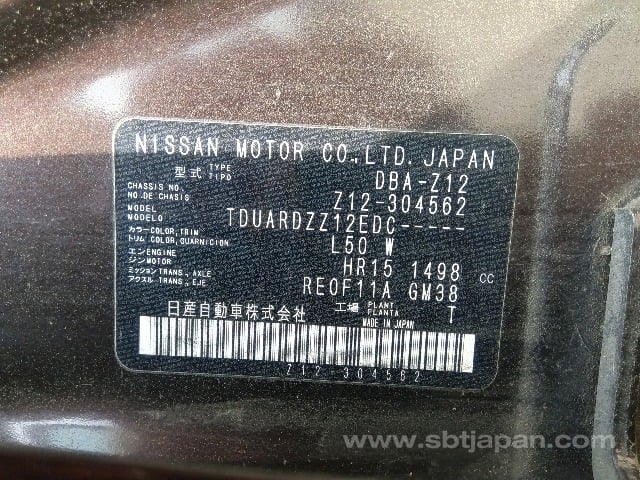 NISSAN MOTOR CO.,LTD. JAPAN
型式 TYPE TIPO DBA-Z12
CHASSIS NO. NO.DE CHASIS Z12-304562
MODEL MODELO TDUARDZZ12EDC-----
カラー COLOR,TRIM トリム COLOR,GUARNICION L50 W
エンジン ENGINE MOTOR HR15 1498 CC
ミッション TRANS., AXLE アクスル TRANS., EJE RE0F11A GM38
工場 PLANT PLANTA T
日産自動車株式会社 MADE IN JAPAN
Z12-304562
www.sbtjapan.com